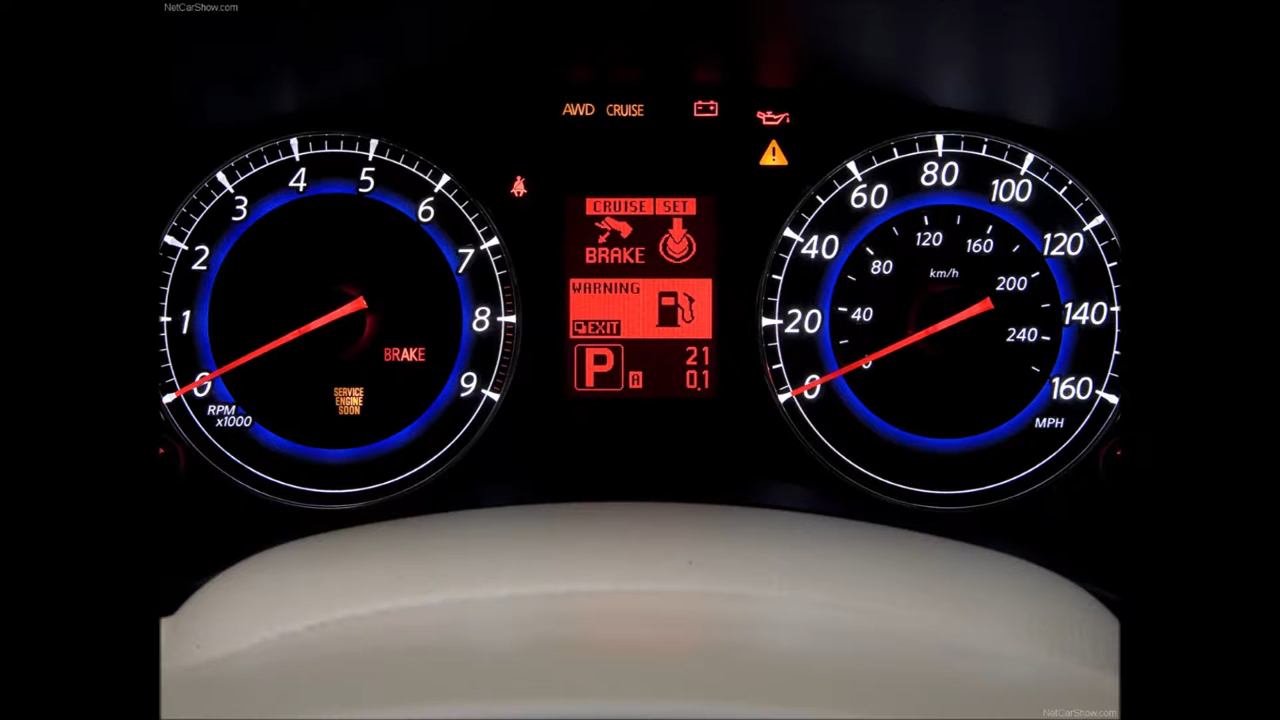 NetCarShow.com
AWD CRUISE
CRUISE SET
BRAKE
WARNING
EXIT
P A 21
0.1
0 1 2 3 4 5 6 7 8 9
BRAKE
SERVICE
ENGINE
SOON
RPM
x1000
0 20 40 60 80 100 120 140 160
0 40 80 120 160 200 240
km/h
MPH
NetCarShow.com